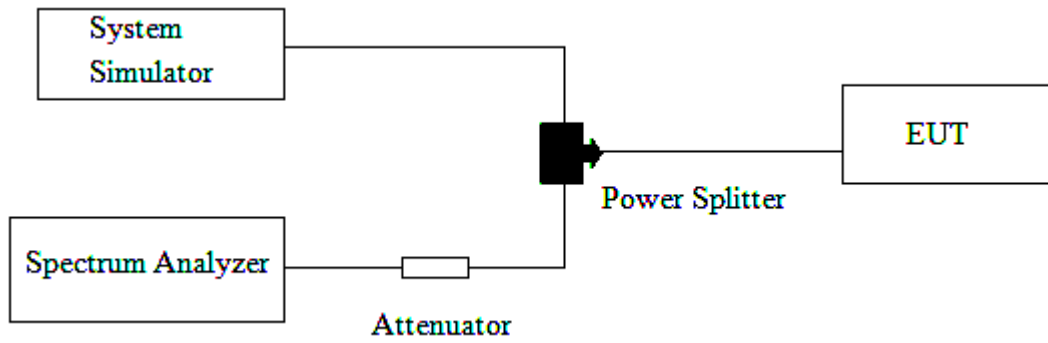 System
Simulator
EUT
Power Splitter
Spectrum Analyzer
Attenuator